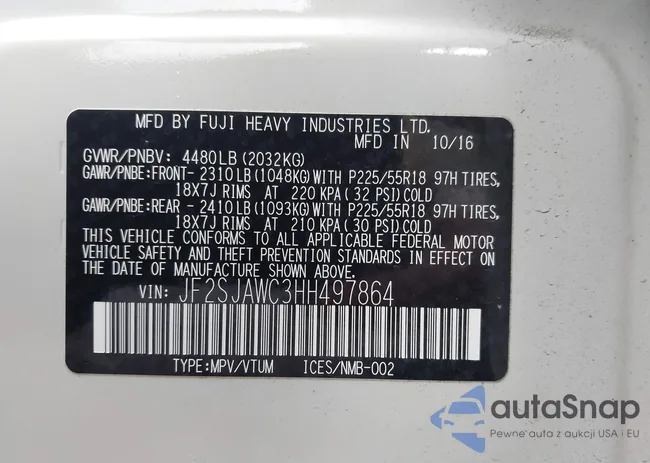 MFD BY FUJI HEAVY INDUSTRIES LTD.
MFD IN 10/16
GVWR/PNBV: 4480LB (2032KG)
GAWR/PNBE:FRONT- 2310LB (1048KG) WITH P225/55R18 97H TIRES,
18X7J RIMS AT 220 KPA (32 PSI) COLD
GAWR/PNBE:REAR - 2410LB (1093KG) WITH P225/55R18 97H TIRES,
18X7J RIMS AT 210 KPA (30 PSI) COLD
THIS VEHICLE CONFORMS TO ALL APPLICABLE FEDERAL MOTOR
VEHICLE SAFETY AND THEFT PREVENTION STANDARDS IN EFFECT
ON THE DATE OF MANUFACTURE SHOWN ABOVE.
VIN: JF2SJAWC3HH497864
TYPE:MPV/VTUM ICES/NMB-002
autaSnap
Pewne auta z aukcji USA i EU